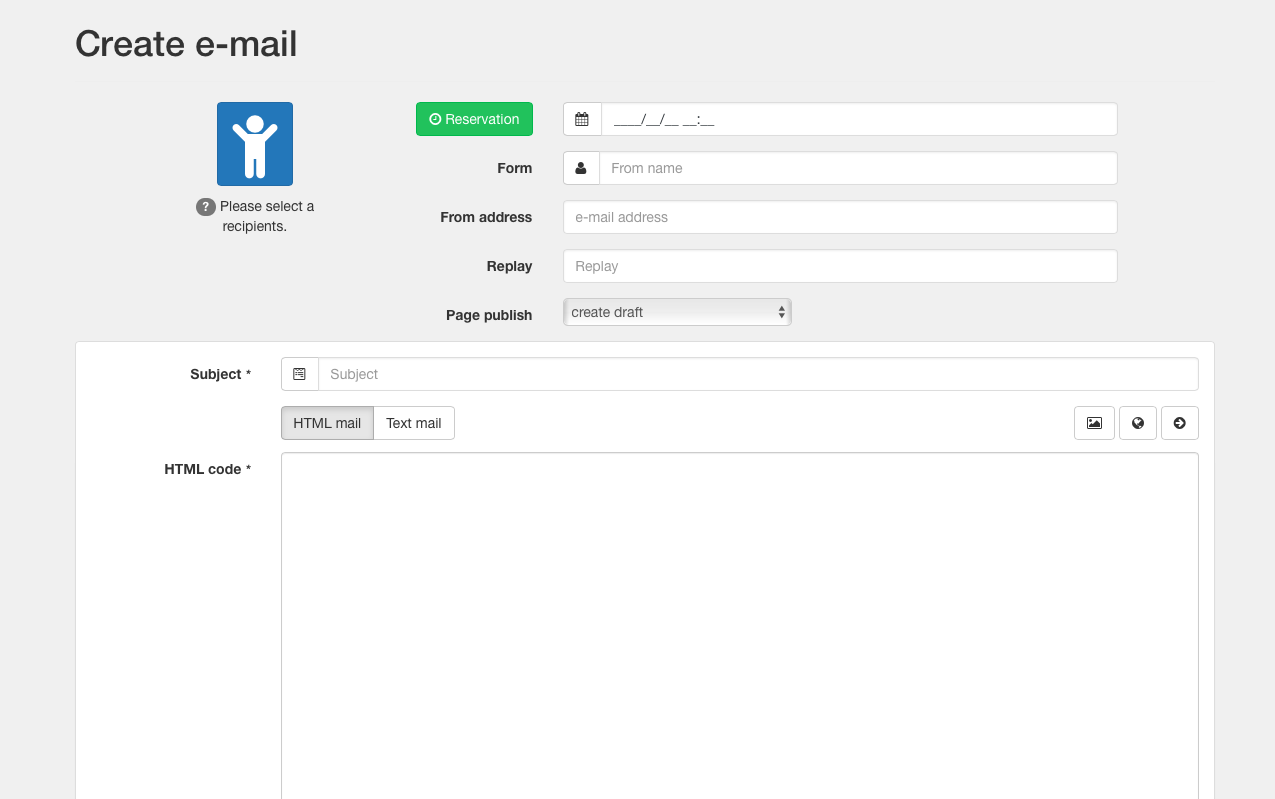 Create e-mail
Reservation
____/__/__ __:__
? Please select a
recipients.
Form
From name
From address
e-mail address
Replay
Replay
Page publish
create draft
Subject *
Subject
HTML mail
Text mail
HTML code *